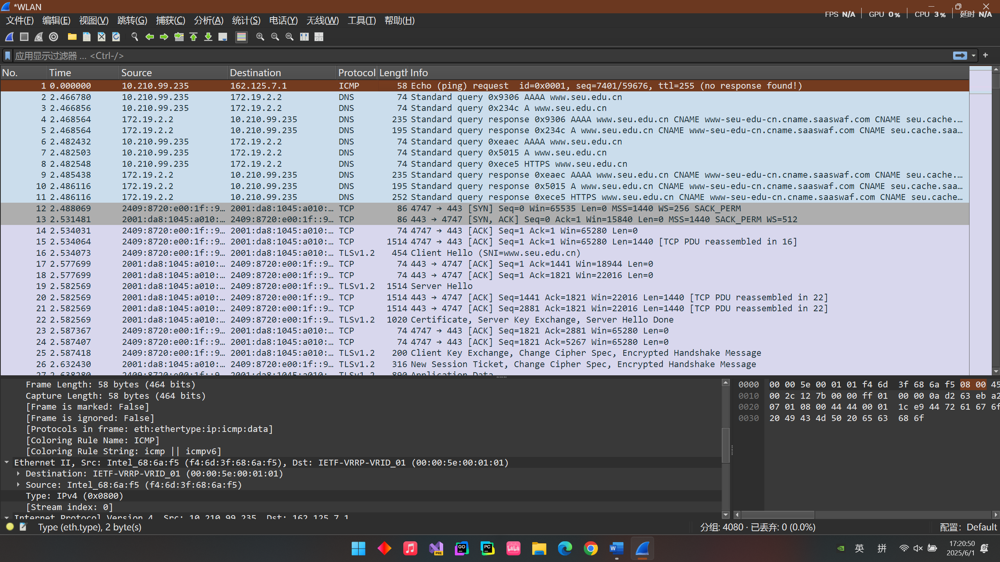 *WLAN
FPS N/A GPU 0% CPU 3% 延时 N/A
文件(F) 编辑(E) 视图(V) 跳转(G) 捕获(C) 分析(A) 统计(S) 电话(Y) 无线(W) 工具(T) 帮助(H)
应用显示过滤器 … <Ctrl-/>
No. Time Source Destination Protocol Length Info
1 0.000000 10.210.99.235 162.125.7.1 ICMP 58 Echo (ping) request id=0x0001, seq=7401/59676, ttl=255 (no response found!)
2 2.466780 10.210.99.235 172.19.2.2 DNS 74 Standard query 0x9306 AAAA www.seu.edu.cn
3 2.466856 10.210.99.235 172.19.2.2 DNS 74 Standard query 0x234c A www.seu.edu.cn
4 2.468564 172.19.2.2 10.210.99.235 DNS 235 Standard query response 0x9306 AAAA www.seu.edu.cn CNAME www-seu-edu-cn.cname.saaswaf.com CNAME seu.cache.…
5 2.468564 172.19.2.2 10.210.99.235 DNS 195 Standard query response 0x234c A www.seu.edu.cn CNAME www-seu-edu-cn.cname.saaswaf.com CNAME seu.cache.saa…
6 2.482432 10.210.99.235 172.19.2.2 DNS 74 Standard query 0xeaec AAAA www.seu.edu.cn
7 2.482503 10.210.99.235 172.19.2.2 DNS 74 Standard query 0x5015 A www.seu.edu.cn
8 2.482548 10.210.99.235 172.19.2.2 DNS 74 Standard query 0xece5 HTTPS www.seu.edu.cn
9 2.485438 172.19.2.2 10.210.99.235 DNS 235 Standard query response 0xeaec AAAA www.seu.edu.cn CNAME www-seu-edu-cn.cname.saaswaf.com CNAME seu.cache.…
10 2.486116 172.19.2.2 10.210.99.235 DNS 195 Standard query response 0x5015 A www.seu.edu.cn CNAME www-seu-edu-cn.cname.saaswaf.com CNAME seu.cache.saa…
11 2.486116 172.19.2.2 10.210.99.235 DNS 252 Standard query response 0xece5 HTTPS www.seu.edu.cn CNAME www-seu-edu-cn.cname.saaswaf.com CNAME seu.cache…
12 2.488069 2409:8720:e00:1f::9… 2001:da8:1045:a010:… TCP 86 4747 → 443 [SYN] Seq=0 Win=65535 Len=0 MSS=1440 WS=256 SACK_PERM
13 2.531481 2001:da8:1045:a010:… 2409:8720:e00:1f::9… TCP 86 443 → 4747 [SYN, ACK] Seq=0 Ack=1 Win=15840 Len=0 MSS=1440 SACK_PERM WS=512
14 2.534031 2409:8720:e00:1f::9… 2001:da8:1045:a010:… TCP 74 4747 → 443 [ACK] Seq=1 Ack=1 Win=65280 Len=0
15 2.534064 2409:8720:e00:1f::9… 2001:da8:1045:a010:… TCP 1514 4747 → 443 [ACK] Seq=1 Ack=1 Win=65280 Len=1440 [TCP PDU reassembled in 16]
16 2.534073 2409:8720:e00:1f::9… 2001:da8:1045:a010:… TLSv1.2 454 Client Hello (SNI=www.seu.edu.cn)
17 2.577699 2001:da8:1045:a010:… 2409:8720:e00:1f::9… TCP 74 443 → 4747 [ACK] Seq=1 Ack=1441 Win=18944 Len=0
18 2.577699 2001:da8:1045:a010:… 2409:8720:e00:1f::9… TCP 74 443 → 4747 [ACK] Seq=1 Ack=1821 Win=22016 Len=0
19 2.582569 2001:da8:1045:a010:… 2409:8720:e00:1f::9… TLSv1.2 1514 Server Hello
20 2.582569 2001:da8:1045:a010:… 2409:8720:e00:1f::9… TCP 1514 443 → 4747 [ACK] Seq=1441 Ack=1821 Win=22016 Len=1440 [TCP PDU reassembled in 22]
21 2.582569 2001:da8:1045:a010:… 2409:8720:e00:1f::9… TCP 1514 443 → 4747 [ACK] Seq=2881 Ack=1821 Win=22016 Len=1440 [TCP PDU reassembled in 22]
22 2.582569 2001:da8:1045:a010:… 2409:8720:e00:1f::9… TLSv1.2 1020 Certificate, Server Key Exchange, Server Hello Done
23 2.587367 2409:8720:e00:1f::9… 2001:da8:1045:a010:… TCP 74 4747 → 443 [ACK] Seq=1821 Ack=2881 Win=65280 Len=0
24 2.587407 2409:8720:e00:1f::9… 2001:da8:1045:a010:… TCP 74 4747 → 443 [ACK] Seq=1821 Ack=5267 Win=65280 Len=0
25 2.587418 2409:8720:e00:1f::9… 2001:da8:1045:a010:… TLSv1.2 200 Client Key Exchange, Change Cipher Spec, Encrypted Handshake Message
26 2.632430 2001:da8:1045:a010:… 2409:8720:e00:1f::9… TLSv1.2 316 New Session Ticket, Change Cipher Spec, Encrypted Handshake Message
27 2.638280 2409:8720:e00:1f::9… 2001:da8:1045:a010:… TLSv1.2 890 Application Data
Frame Length: 58 bytes (464 bits)
Capture Length: 58 bytes (464 bits)
[Frame is marked: False]
[Frame is ignored: False]
[Protocols in frame: eth:ethertype:ip:icmp:data]
[Coloring Rule Name: ICMP]
[Coloring Rule String: icmp || icmpv6]
Ethernet II, Src: Intel_68:6a:f5 (f4:6d:3f:68:6a:f5), Dst: IETF-VRRP-VRID_01 (00:00:5e:00:01:01)
Destination: IETF-VRRP-VRID_01 (00:00:5e:00:01:01)
Source: Intel_68:6a:f5 (f4:6d:3f:68:6a:f5)
Type: IPv4 (0x0800)
[Stream index: 0]
Internet Protocol Version 4, Src: 10.210.99.235, Dst: 162.125.7.1
0000 00 00 5e 00 01 01 f4 6d 3f 68 6a f5 08 00 45
0010 00 2c 12 7b 00 00 ff 01 00 00 0a d2 63 eb a2
0020 07 01 08 00 44 44 00 01 1c e9 44 72 61 67 6f
0030 20 49 43 4d 50 20 65 63 68 6f
Type (eth.type), 2 byte(s)
分组: 4080 · 已丢弃: 0 (0.0%)
配置: Default
PRE
GO
PC
bilibili
W
英 拼
17:20:50
2025/6/1